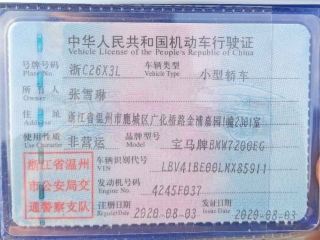 中华人民共和国机动车行驶证
Vehicle License of the People's Republic of China
号牌号码 浙C26X3L 车辆类型 小型轿车
Plate No. Vehicle Type
所有人 张雪琳
Owner
住址 浙江省温州市鹿城区广化桥路金浦嘉园1幢2301室
Address
使用性质 非营运 品牌型号 宝马牌BMW7200EG
Use Character Model
浙江省温州 车辆识别代号 LBV41BE00LMX85911
VIN
市公安局交 发动机号码 4245F037
Engine No.
通警察支队 注册日期 2020-08-03 发证日期 2020-08-03
Register Date Issue Date